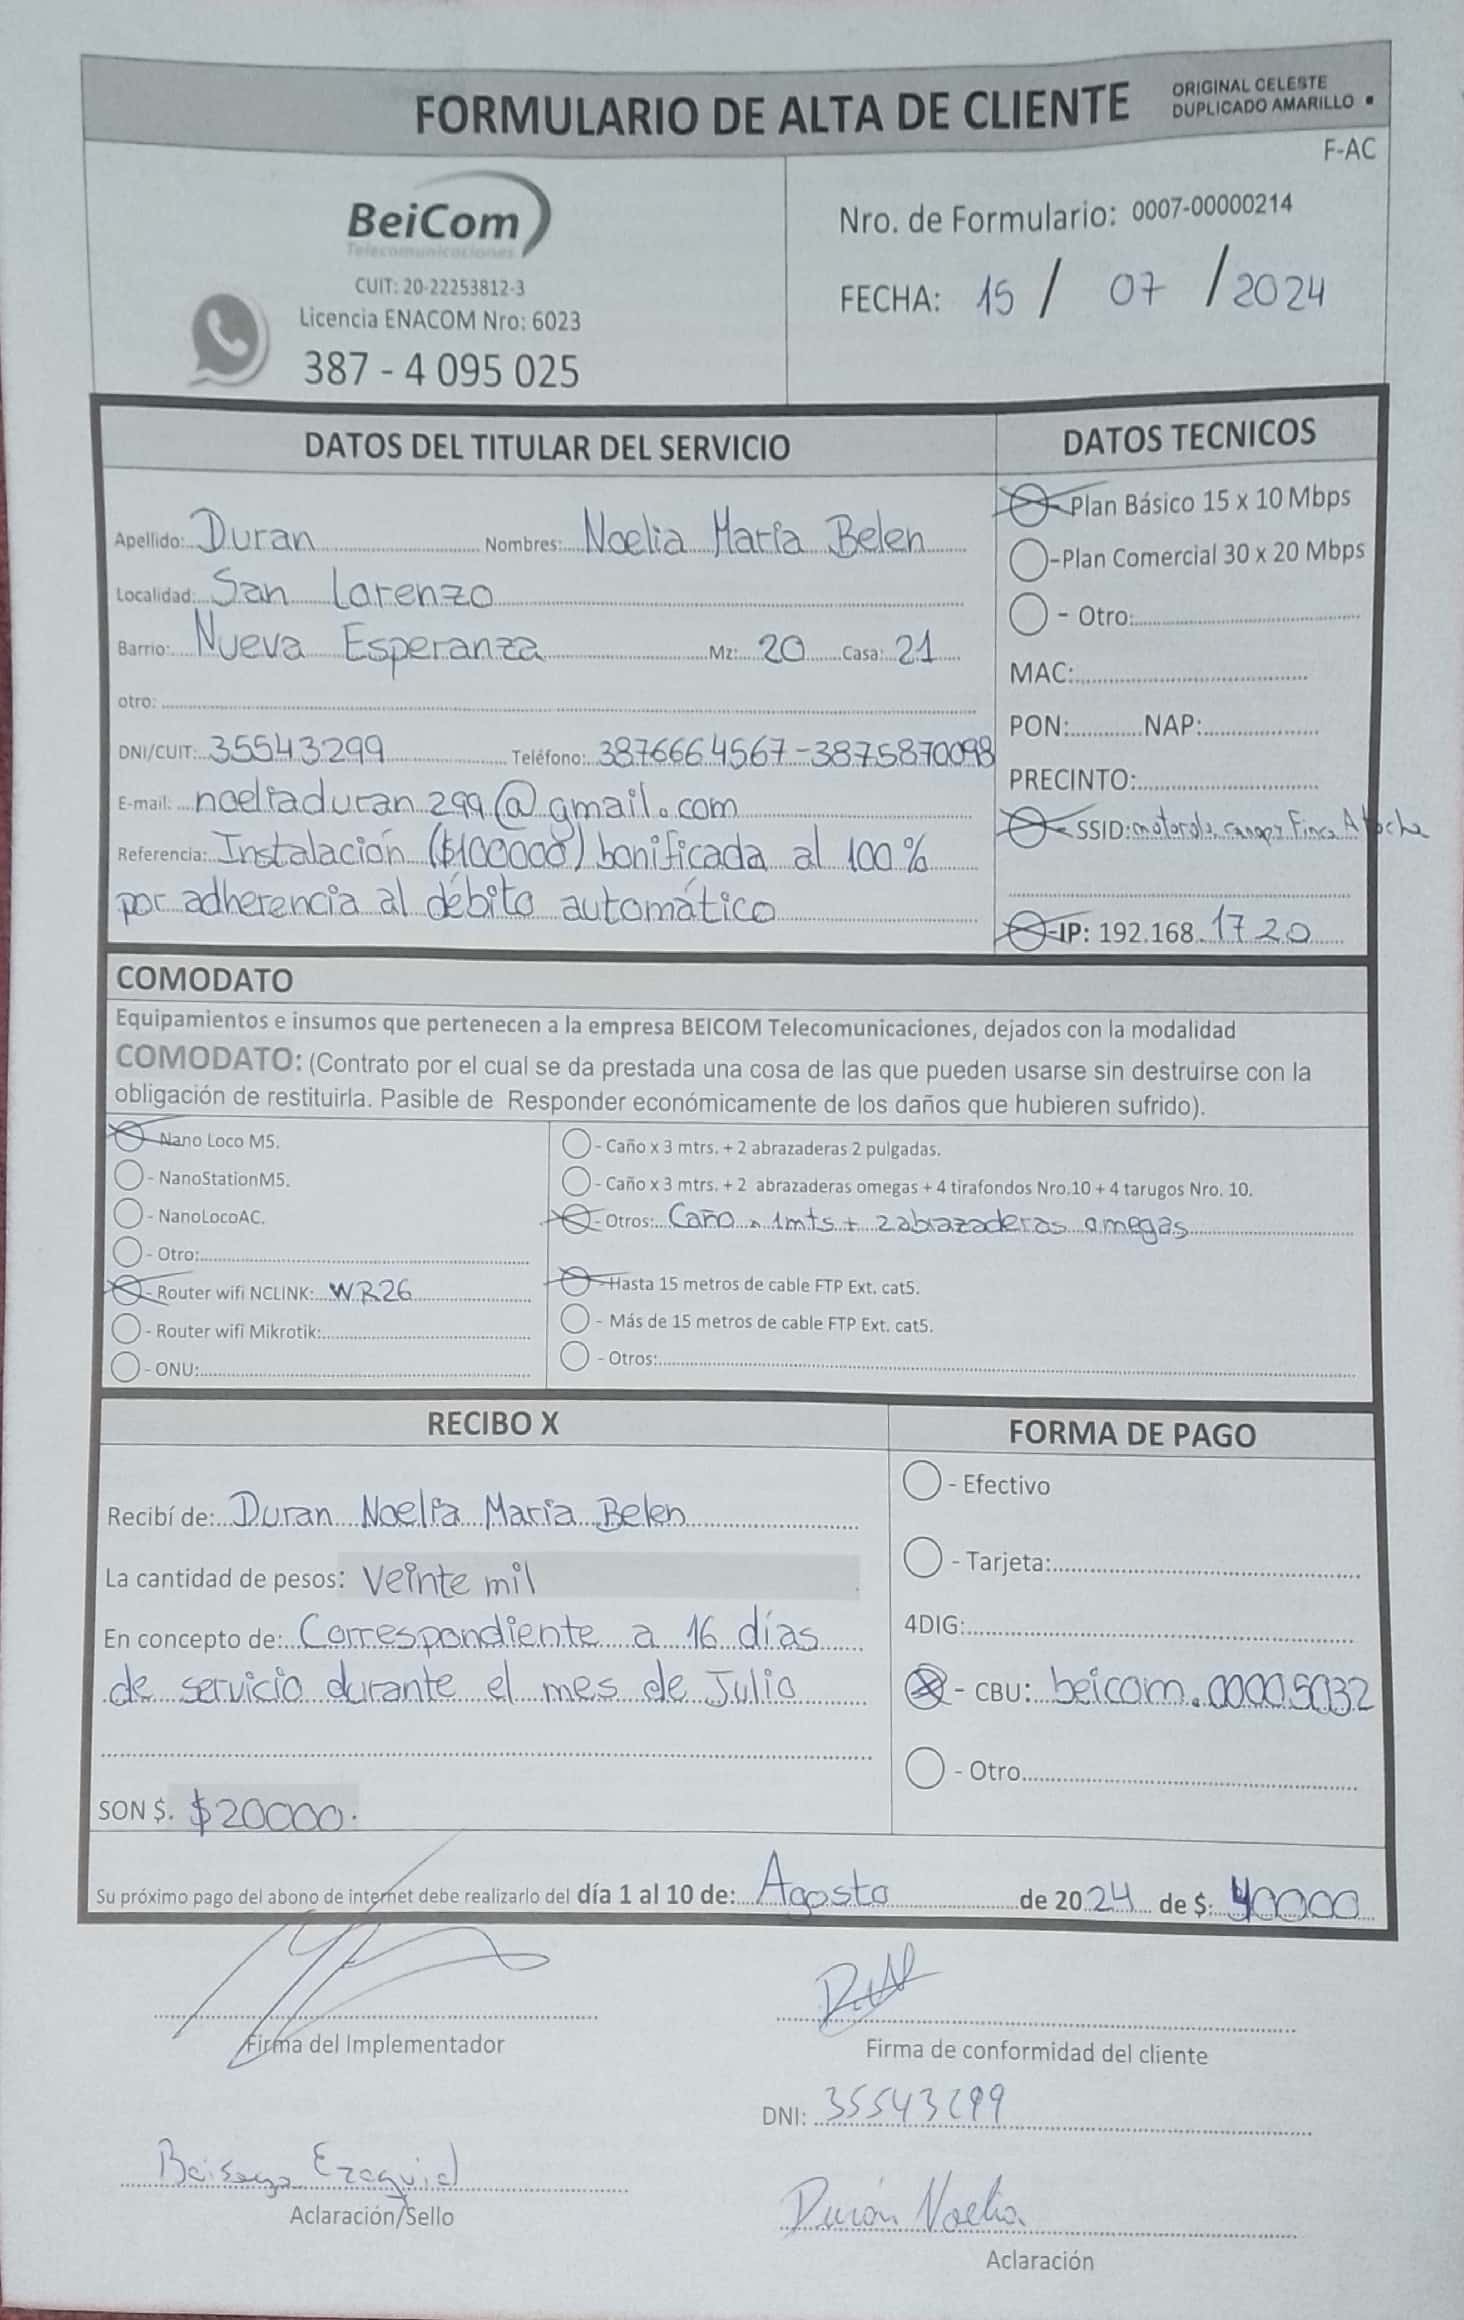 FORMULARIO DE ALTA DE CLIENTE
ORIGINAL CELESTE
DUPLICADO AMARILLO
F-AC
BeiCom
Telecomunicaciones
CUIT: 20-22253812-3
Licencia ENACOM Nro: 6023
387 - 4 095 025
Nro. de Formulario: 0007-00000214
FECHA: 15 / 07 / 2024
DATOS DEL TITULAR DEL SERVICIO
Apellido: Duran Nombres: Noelia María Belen
Localidad: San Lorenzo
Barrio: Nueva Esperanza Mz: 20 Casa: 21
otro:
DNI/CUIT: 35543299 Teléfono: 3876664567-3875870098
E-mail: noeliaduran299@gmail.com
Referencia: Instalación ($100000) bonificada al 100%
por adherencia al débito automático
DATOS TECNICOS
Plan Básico 15 x 10 Mbps
-Plan Comercial 30 x 20 Mbps
- Otro:
MAC:
PON: NAP:
PRECINTO:
- SSID: motorola canopy Finca Atocha
-IP: 192.168. 17 20
COMODATO
Equipamientos e insumos que pertenecen a la empresa BEICOM Telecomunicaciones, dejados con la modalidad
COMODATO: (Contrato por el cual se da prestada una cosa de las que pueden usarse sin destruirse con la
obligación de restituirla. Pasible de Responder económicamente de los daños que hubieren sufrido).
Nano Loco M5.
- NanoStationM5.
- NanoLocoAC.
- Otro:
- Router wifi NCLINK: WR26
- Router wifi Mikrotik:
- ONU:
- Caño x 3 mtrs. + 2 abrazaderas 2 pulgadas.
- Caño x 3 mtrs. + 2 abrazaderas omegas + 4 tirafondos Nro.10 + 4 tarugos Nro. 10.
- Otros: Caño x 1mts + 2 abrazaderas omegas
- Hasta 15 metros de cable FTP Ext. cat5.
- Más de 15 metros de cable FTP Ext. cat5.
- Otros:
RECIBO X
Recibí de: Duran Noelia María Belen
La cantidad de pesos: Veinte mil
En concepto de: Correspondiente a 16 días
de servicio durante el mes de Julio
SON $. $20000.
FORMA DE PAGO
- Efectivo
- Tarjeta:
4DIG:
- CBU: beicom.00005032
- Otro
Su próximo pago del abono de internet debe realizarlo del día 1 al 10 de: Agosto de 2024 de $: 40000
Firma del Implementador
Firma de conformidad del cliente
DNI: 35543299
Ezequiel
Aclaración/Sello
Durán Noelia
Aclaración